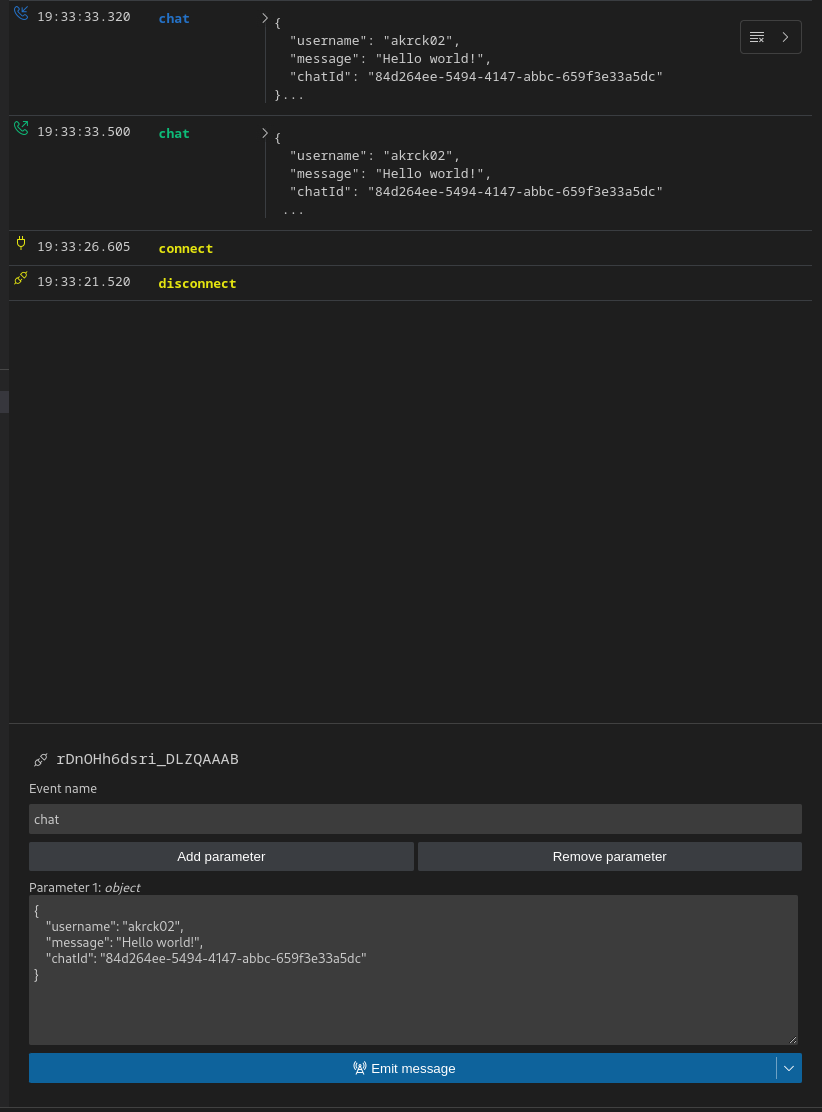 19:33:33.320 chat {
"username": "akrck02",
"message": "Hello world!",
"chatId": "84d264ee-5494-4147-abbc-659f3e33a5dc"
}...
19:33:33.500 chat {
"username": "akrck02",
"message": "Hello world!",
"chatId": "84d264ee-5494-4147-abbc-659f3e33a5dc"
...
19:33:26.605 connect
19:33:21.520 disconnect
rDnOHh6dsri_DLZQAAAB
Event name
chat
Add parameter Remove parameter
Parameter 1: object
{
"username": "akrck02",
"message": "Hello world!",
"chatId": "84d264ee-5494-4147-abbc-659f3e33a5dc"
}
Emit message